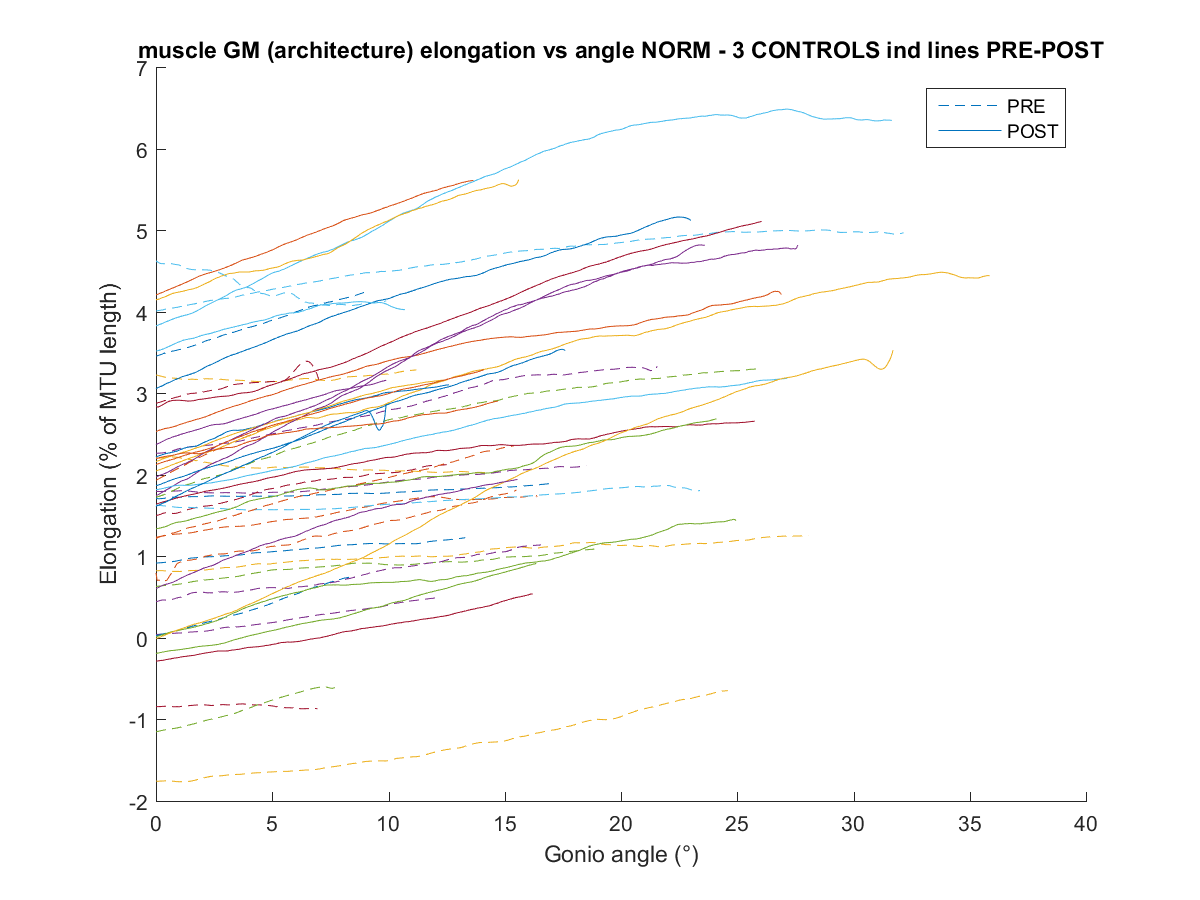 muscle GM (architecture) elongation vs angle NORM - 3 CONTROLS ind lines PRE-POST
PRE
POST
7
6
5
4
3
2
1
0
-1
-2
Elongation (% of MTU length)
0 5 10 15 20 25 30 35 40
Gonio angle (°)